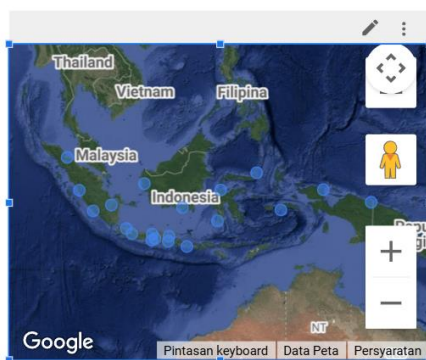 Thailand
Vietnam
Filipina
Malaysia
Indonesia
NT
Google
Pintasan keyboard
Data Peta
Persyaratan